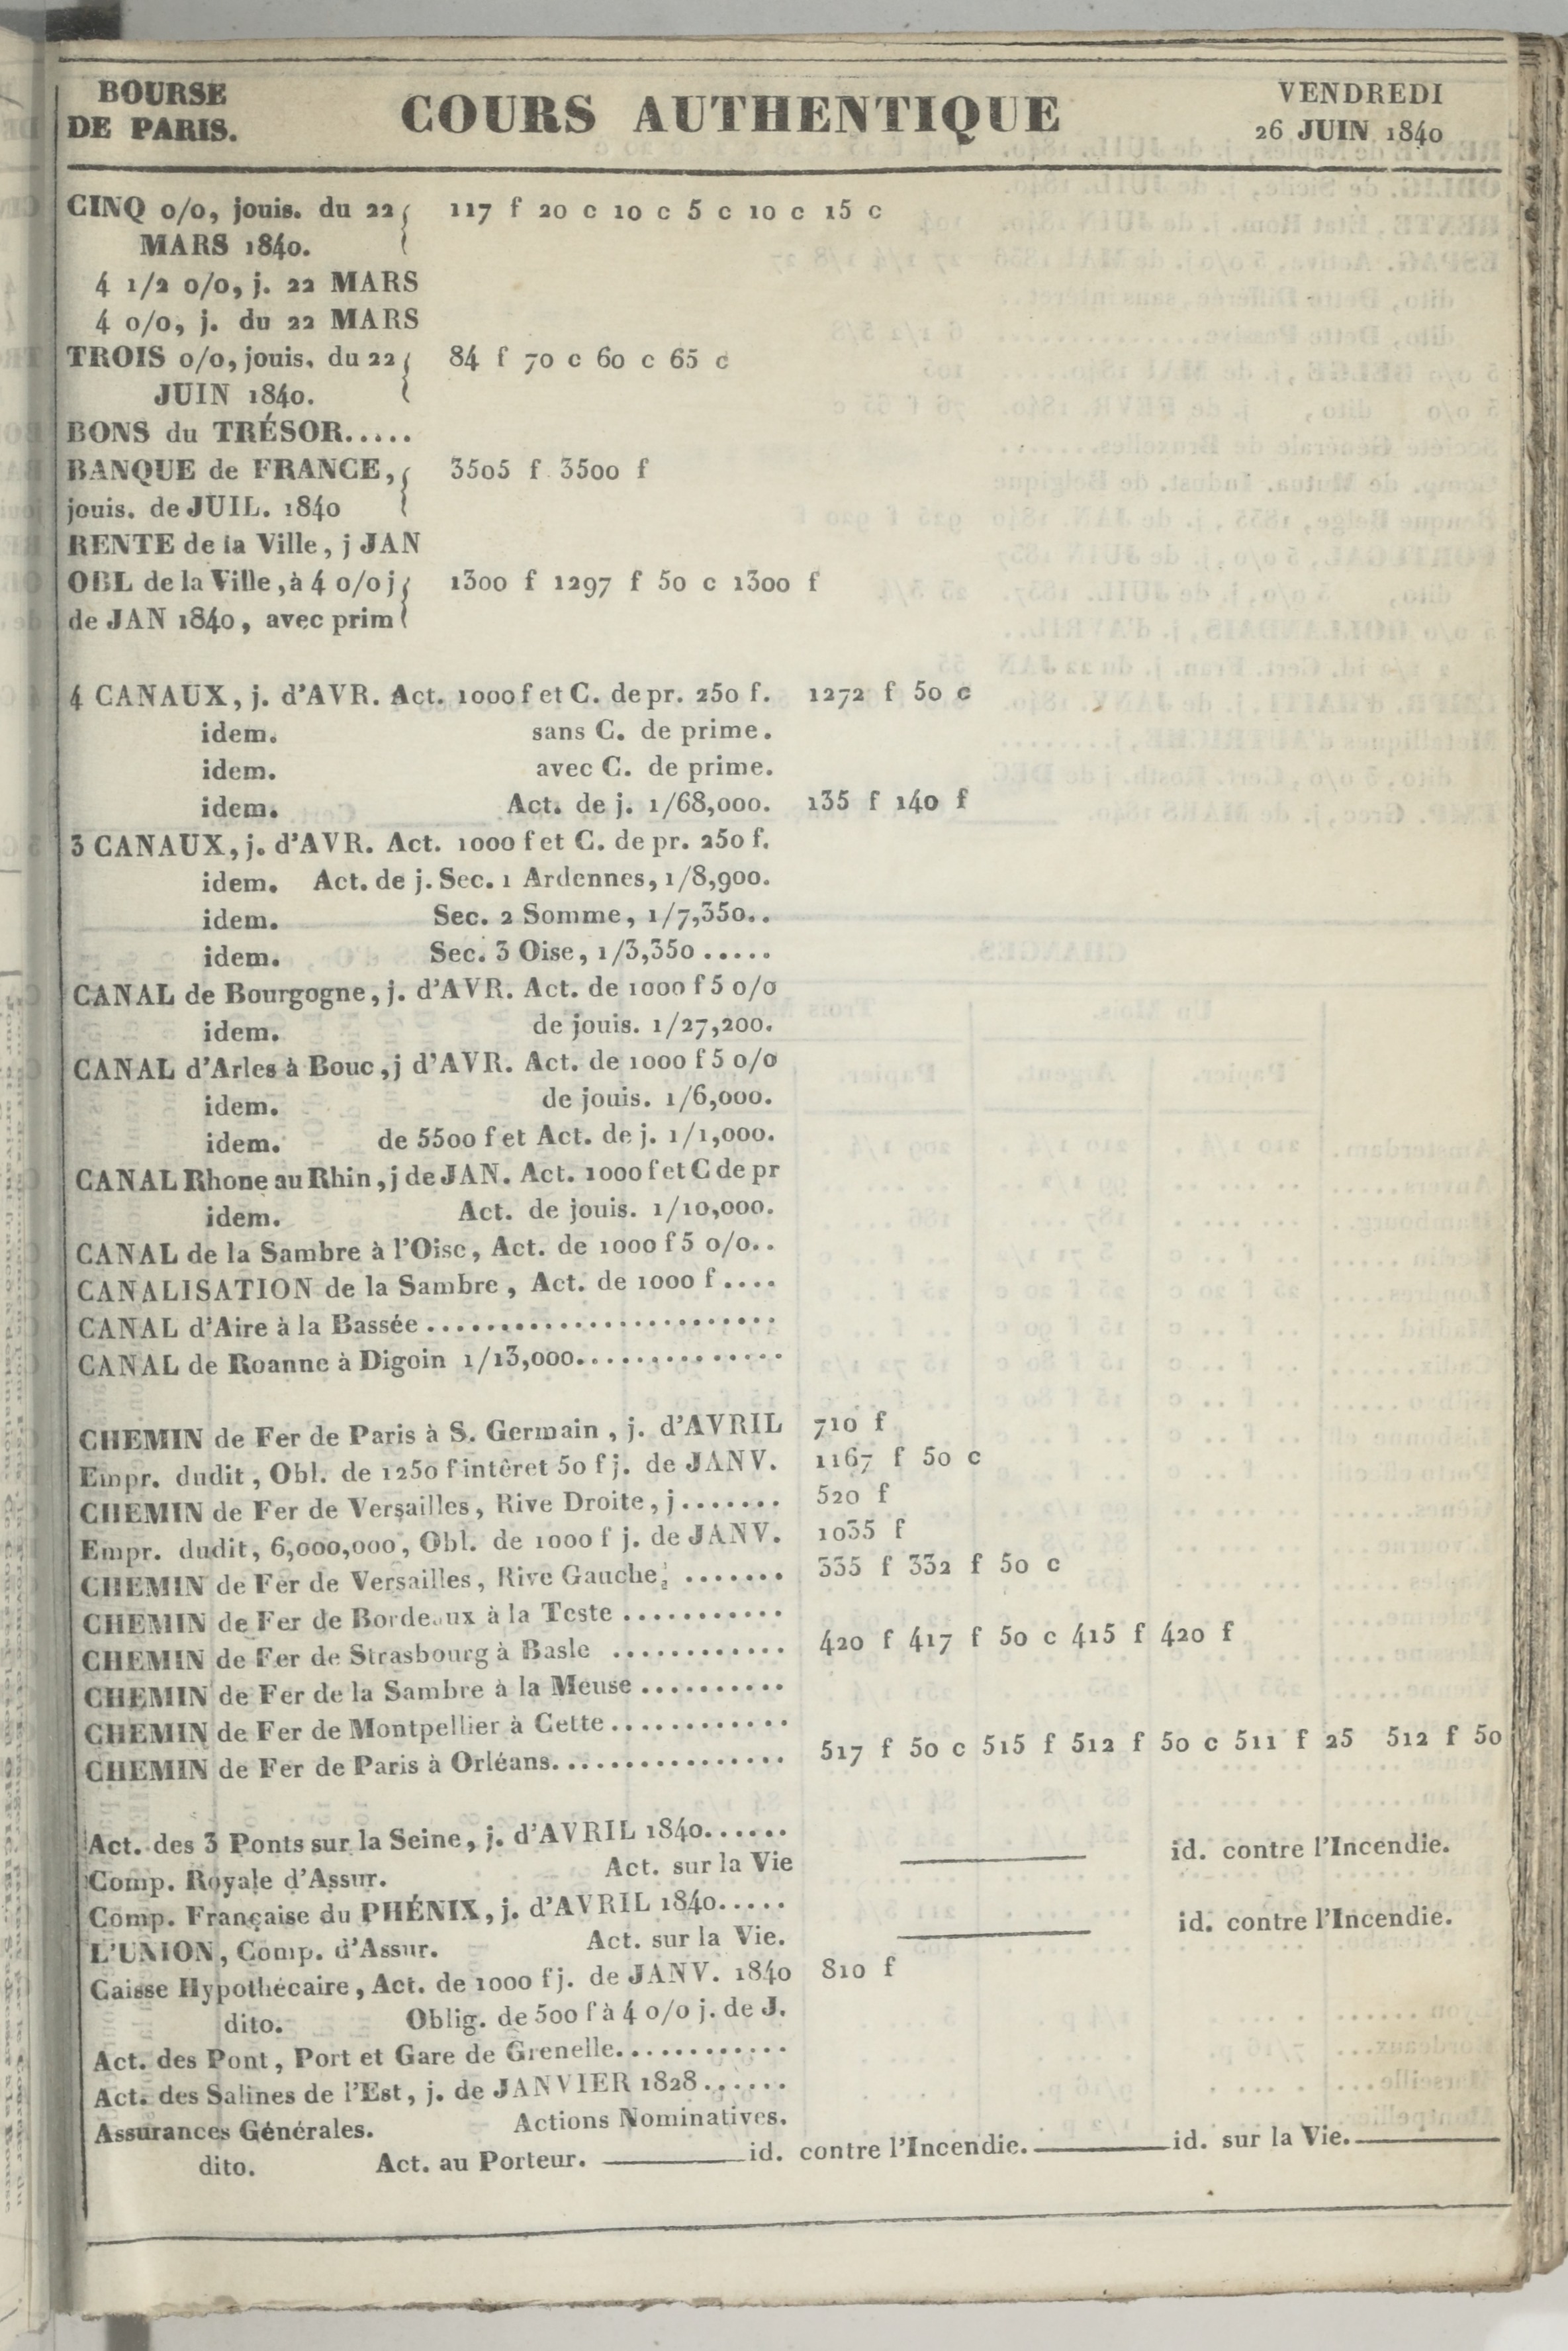 BOURSE
DE PARIS.
COURS AUTHENTIQUE
VENDREDI
26 JUIN 1840
CINQ o/o, jouis. du 22 117 f 20 c 10 c 5 c 10 c 15 c
MARS 1840.
4 1/2 o/o, j. 22 MARS
4 o/o, j. du 22 MARS
TROIS o/o, jouis. du 22 84 f 70 c 60 c 65 c
JUIN 1840.
BONS du TRÉSOR.....
BANQUE de FRANCE, 3505 f 3500 f
jouis. de JUIL. 1840
RENTE de la Ville, j JAN
OBL de la Ville, à 4 o/o j 1300 f 1297 f 50 c 1300 f
de JAN 1840, avec prim
4 CANAUX, j. d'AVR. Act. 1000 f et C. de pr. 250 f. 1272 f 50 c
idem. sans C. de prime.
idem. avec C. de prime.
idem. Act. de j. 1/68,000. 135 f 140 f
3 CANAUX, j. d'AVR. Act. 1000 f et C. de pr. 250 f.
idem. Act. de j. Sec. 1 Ardennes, 1/8,900.
idem. Sec. 2 Somme, 1/7,350..
idem. Sec. 3 Oise, 1/3,350.....
CANAL de Bourgogne, j. d'AVR. Act. de 1000 f 5 o/o
idem. de jouis. 1/27,200.
CANAL d'Arles à Bouc, j d'AVR. Act. de 1000 f 5 o/o
idem. de jouis. 1/6,000.
idem. de 5500 f et Act. de j. 1/1,000.
CANAL Rhone au Rhin, j de JAN. Act. 1000 f et C de pr
idem. Act. de jouis. 1/10,000.
CANAL de la Sambre à l'Oise, Act. de 1000 f 5 o/o..
CANALISATION de la Sambre, Act. de 1000 f....
CANAL d'Aire à la Bassée........................
CANAL de Roanne à Digoin 1/13,000..............
CHEMIN de Fer de Paris à S. Germain, j. d'AVRIL 710 f
Empr. dudit, Obl. de 1250 f intêret 50 f j. de JANV. 1167 f 50 c
CHEMIN de Fer de Versailles, Rive Droite, j....... 520 f
Empr. dudit, 6,000,000, Obl. de 1000 f j. de JANV. 1035 f
CHEMIN de Fer de Versailles, Rive Gauche, ....... 335 f 332 f 50 c
CHEMIN de Fer de Bordeaux à la Teste...........
CHEMIN de Fer de Strasbourg à Basle ............ 420 f 417 f 50 c 415 f 420 f
CHEMIN de Fer de la Sambre à la Meuse..........
CHEMIN de Fer de Montpellier à Cette............
CHEMIN de Fer de Paris à Orléans................ 517 f 50 c 515 f 512 f 50 c 511 f 25 512 f 50
Act. des 3 Ponts sur la Seine, j. d'AVRIL 1840......
Comp. Royale d'Assur. Act. sur la Vie id. contre l'Incendie.
Comp. Française du PHÉNIX, j. d'AVRIL 1840.....
L'UNION, Comp. d'Assur. Act. sur la Vie. id. contre l'Incendie.
Caisse Hypothécaire, Act. de 1000 f j. de JANV. 1840 810 f
dito. Oblig. de 500 f à 4 o/o j. de J.
Act. des Pont, Port et Gare de Grenelle............
Act. des Salines de l'Est, j. de JANVIER 1828......
Assurances Générales. Actions Nominatives.
dito. Act. au Porteur. id. contre l'Incendie. id. sur la Vie.